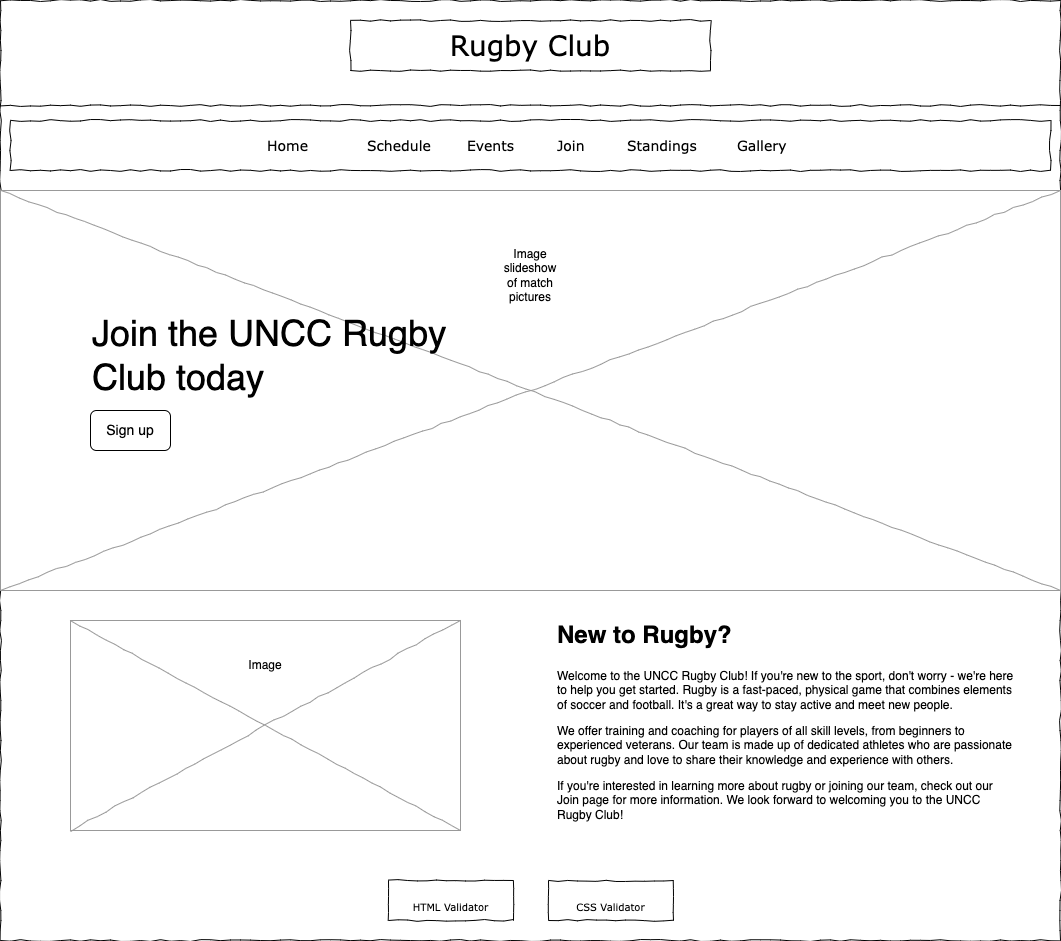 Rugby Club
Home Schedule Events Join Standings Gallery
Image
slideshow
of match
pictures
Join the UNCC Rugby
Club today
Sign up
Image
New to Rugby?
Welcome to the UNCC Rugby Club! If you're new to the sport, don't worry - we're here
to help you get started. Rugby is a fast-paced, physical game that combines elements
of soccer and football. It's a great way to stay active and meet new people.
We offer training and coaching for players of all skill levels, from beginners to
experienced veterans. Our team is made up of dedicated athletes who are passionate
about rugby and love to share their knowledge and experience with others.
If you're interested in learning more about rugby or joining our team, check out our
Join page for more information. We look forward to welcoming you to the UNCC
Rugby Club!
HTML Validator
CSS Validator